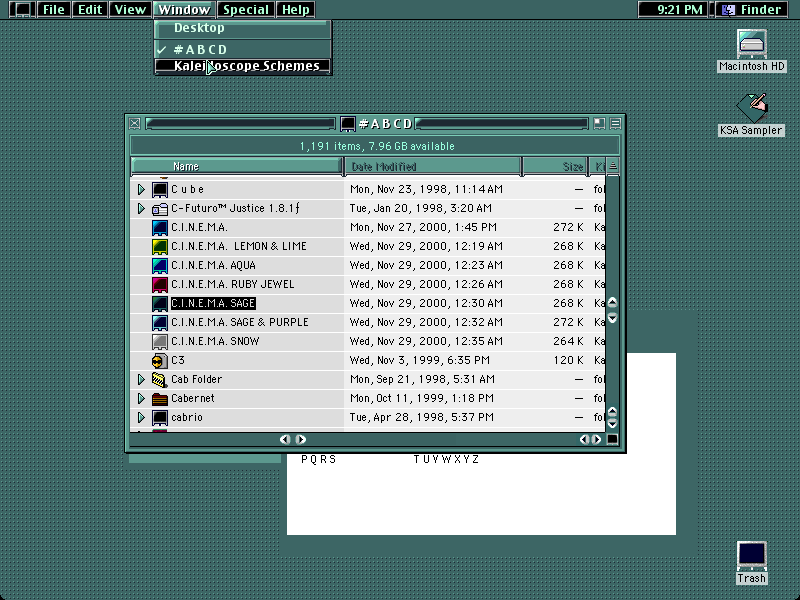 File Edit View Window Special Help 9:21 PM Finder
Desktop
✓ #ABCD
Kaleidoscope Schemes
Macintosh HD
KSA Sampler
#ABCD
1,191 items, 7.96 GB available
Name Date Modified Size Ki
Cube Mon, Nov 23, 1998, 11:14 AM — fol
C-Futuro™ Justice 1.8.1ƒ Tue, Jan 20, 1998, 3:20 AM — fol
C.I.N.E.M.A. Mon, Nov 27, 2000, 1:45 PM 272 K Ka
C.I.N.E.M.A. LEMON & LIME Wed, Nov 29, 2000, 12:19 AM 268 K Ka
C.I.N.E.M.A. AQUA Wed, Nov 29, 2000, 12:23 AM 268 K Ka
C.I.N.E.M.A. RUBY JEWEL Wed, Nov 29, 2000, 12:26 AM 268 K Ka
C.I.N.E.M.A. SAGE Wed, Nov 29, 2000, 12:30 AM 268 K Ka
C.I.N.E.M.A. SAGE & PURPLE Wed, Nov 29, 2000, 12:32 AM 272 K Ka
C.I.N.E.M.A. SNOW Wed, Nov 29, 2000, 12:35 AM 264 K Ka
C3 Wed, Nov 3, 1999, 6:35 PM 120 K Ka
Cab Folder Mon, Sep 21, 1998, 5:31 AM — fol
Cabernet Mon, Oct 11, 1999, 1:18 PM — fol
cabrio Tue, Apr 28, 1998, 5:37 PM — fol
PQRS TUVWXYZ
Trash